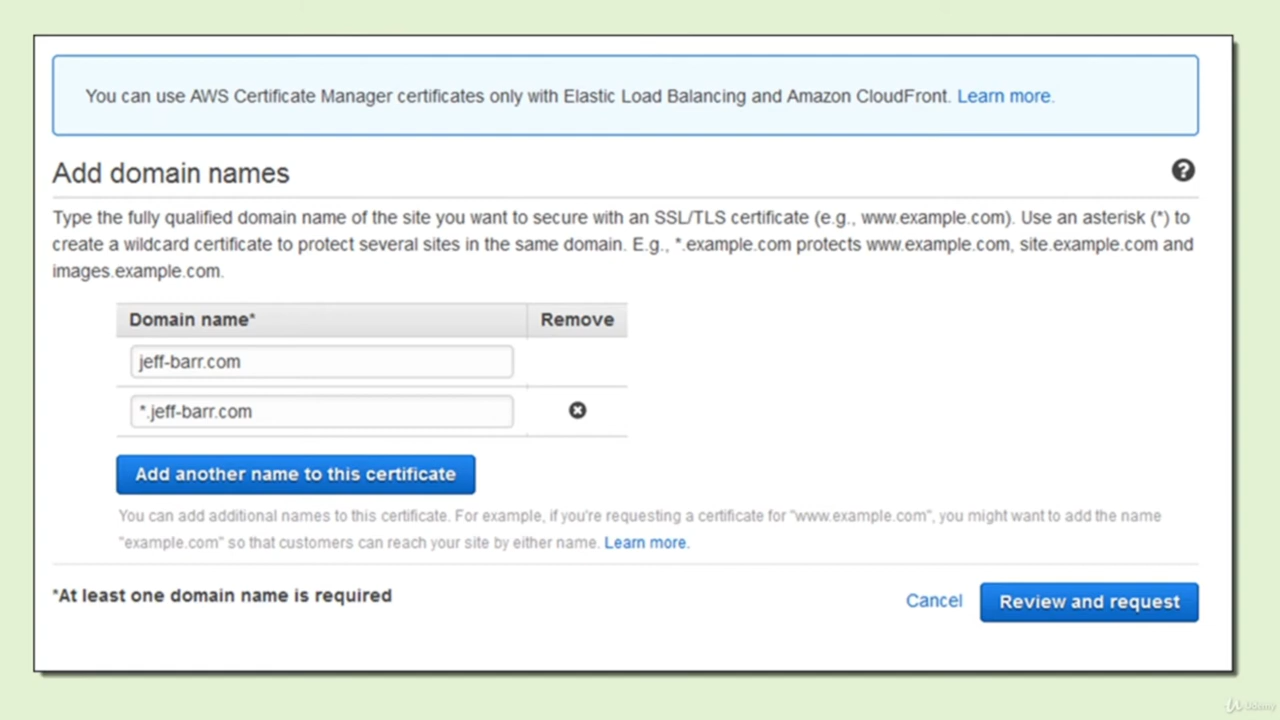 You can use AWS Certificate Manager certificates only with Elastic Load Balancing and Amazon CloudFront. Learn more.
Add domain names
?
Type the fully qualified domain name of the site you want to secure with an SSL/TLS certificate (e.g., www.example.com). Use an asterisk (*) to
create a wildcard certificate to protect several sites in the same domain. E.g., *.example.com protects www.example.com, site.example.com and
images.example.com.
Domain name* Remove
jeff-barr.com
*.jeff-barr.com
Add another name to this certificate
You can add additional names to this certificate. For example, if you're requesting a certificate for "www.example.com", you might want to add the name
"example.com" so that customers can reach your site by either name. Learn more.
*At least one domain name is required
Cancel Review and request
Udemy